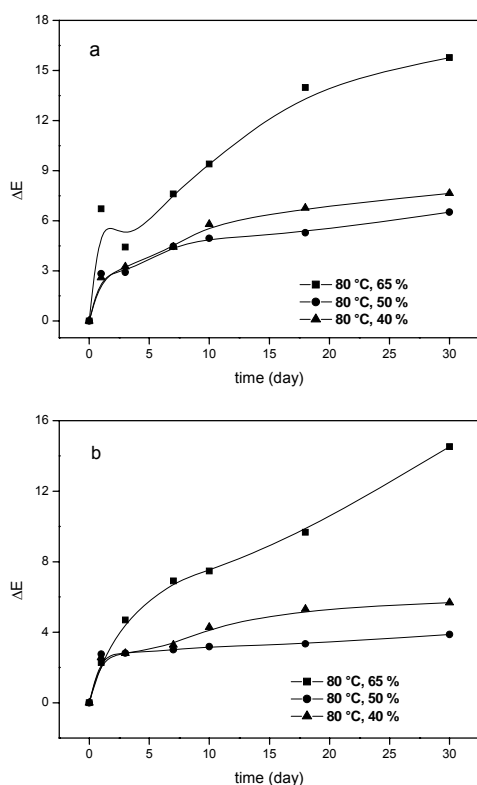 18
a
15
12
9
ΔE
6
3
80 °C, 65 %
80 °C, 50 %
80 °C, 40 %
0
0 5 10 15 20 25 30
time (day)
16
b
12
8
ΔE
4
80 °C, 65 %
80 °C, 50 %
80 °C, 40 %
0
0 5 10 15 20 25 30
time (day)